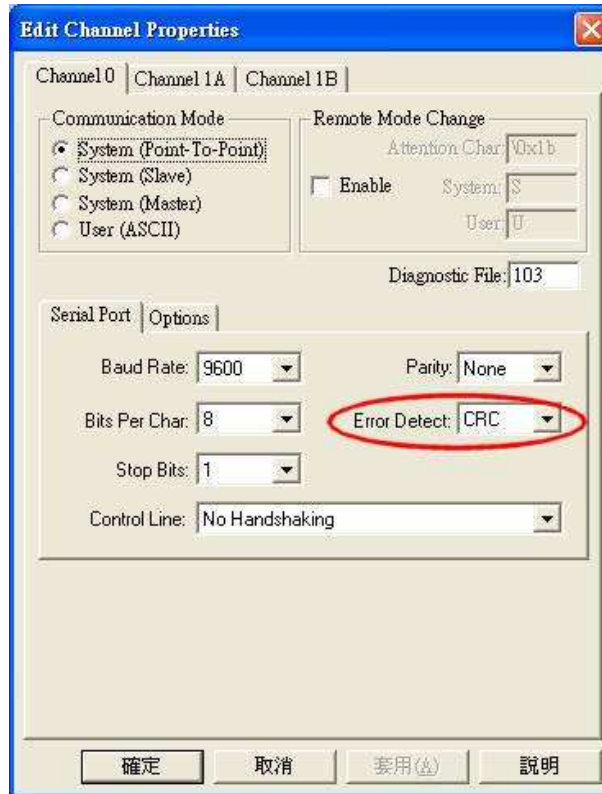 Edit Channel Properties
Channel 0 Channel 1A Channel 1B
Communication Mode
System (Point-To-Point)
System (Slave)
System (Master)
User (ASCII)
Remote Mode Change
Attention Char: \0x1b
Enable System: S
User: U
Diagnostic File: 103
Serial Port Options
Baud Rate: 9600 Parity: None
Bits Per Char: 8 Error Detect: CRC
Stop Bits: 1
Control Line: No Handshaking
確定 取消 套用(A) 說明